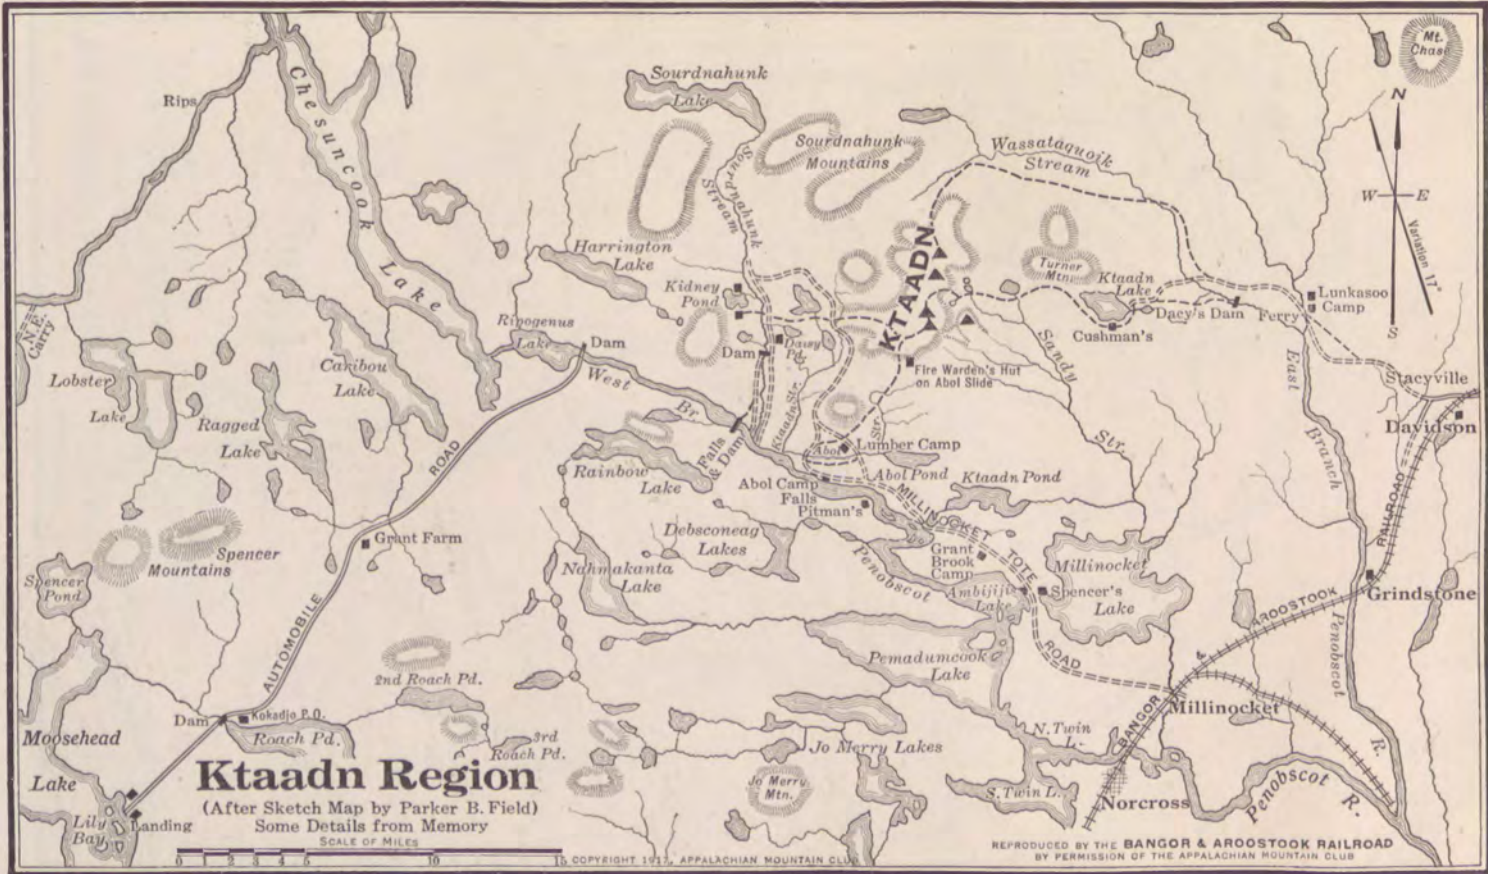 Mt.
Chase
Sourdnahunk
Lake
Rips
Chesuncook
Lake
Sourdnahunk
Mountains
Wassataquoik
Stream
N
W
E
S
Variation 17°
Sourdnahunk
Stream
Harrington
Lake
Kidney
Pond
KTAADN
Turner
Mtn.
Ktaadn
Lake
Lunkasoo
Camp
Dacy's Dam
Ferry
Cushman's
N.E.
Carry
Ripogenus
Lake
Dam
Dam
Daisy
Pd.
Fire Warden's Hut
on Abol Slide
Sandy
Str.
East
Branch
Penobscot
R.
Stacyville
Davidson
Lobster
Lake
Caribou
Lake
Ragged
Lake
West
Br.
Penobscot
Ktaadn Str.
Str.
Abol
Lumber Camp
Falls
& Dam
Rainbow
Lake
Abol Camp
Falls
Pitman's
Abol Pond
Ktaadn Pond
ROAD
AUTOMOBILE
MILLINOCKET TOTE
ROAD
RAILROAD
Grant Farm
Debsconeag
Lakes
Nahmakanta
Lake
Grant
Brook
Camp
Millinocket
Lake
Ambijiji
Lake
Spencer's
Spencer
Mountains
Spencer
Pond
BANGOR & AROOSTOOK
Grindstone
Pemadumcook
Lake
2nd Roach Pd.
Dam
Kokadjo P.O.
Roach Pd.
3rd
Roach Pd.
Moosehead
Lake
Millinocket
N. Twin
L.
Jo Merry Lakes
Jo Merry
Mtn.
S. Twin L.
Norcross
Penobscot
R.
Lily
Bay
Landing
Ktaadn Region
(After Sketch Map by Parker B. Field)
Some Details from Memory
SCALE OF MILES
0 1 2 3 4 5 10 15
COPYRIGHT 1917, APPALACHIAN MOUNTAIN CLUB
REPRODUCED BY THE BANGOR & AROOSTOOK RAILROAD
BY PERMISSION OF THE APPALACHIAN MOUNTAIN CLUB